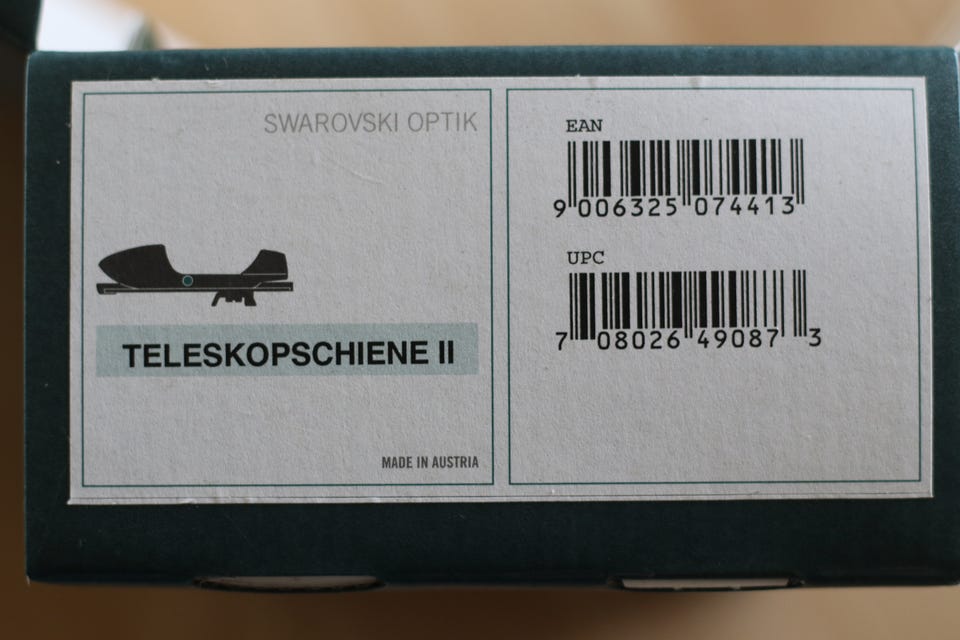 SWAROVSKI OPTIK
TELESKOPSCHIENE II
MADE IN AUSTRIA
EAN
9 006325 074413
UPC
7 08026 49087 3